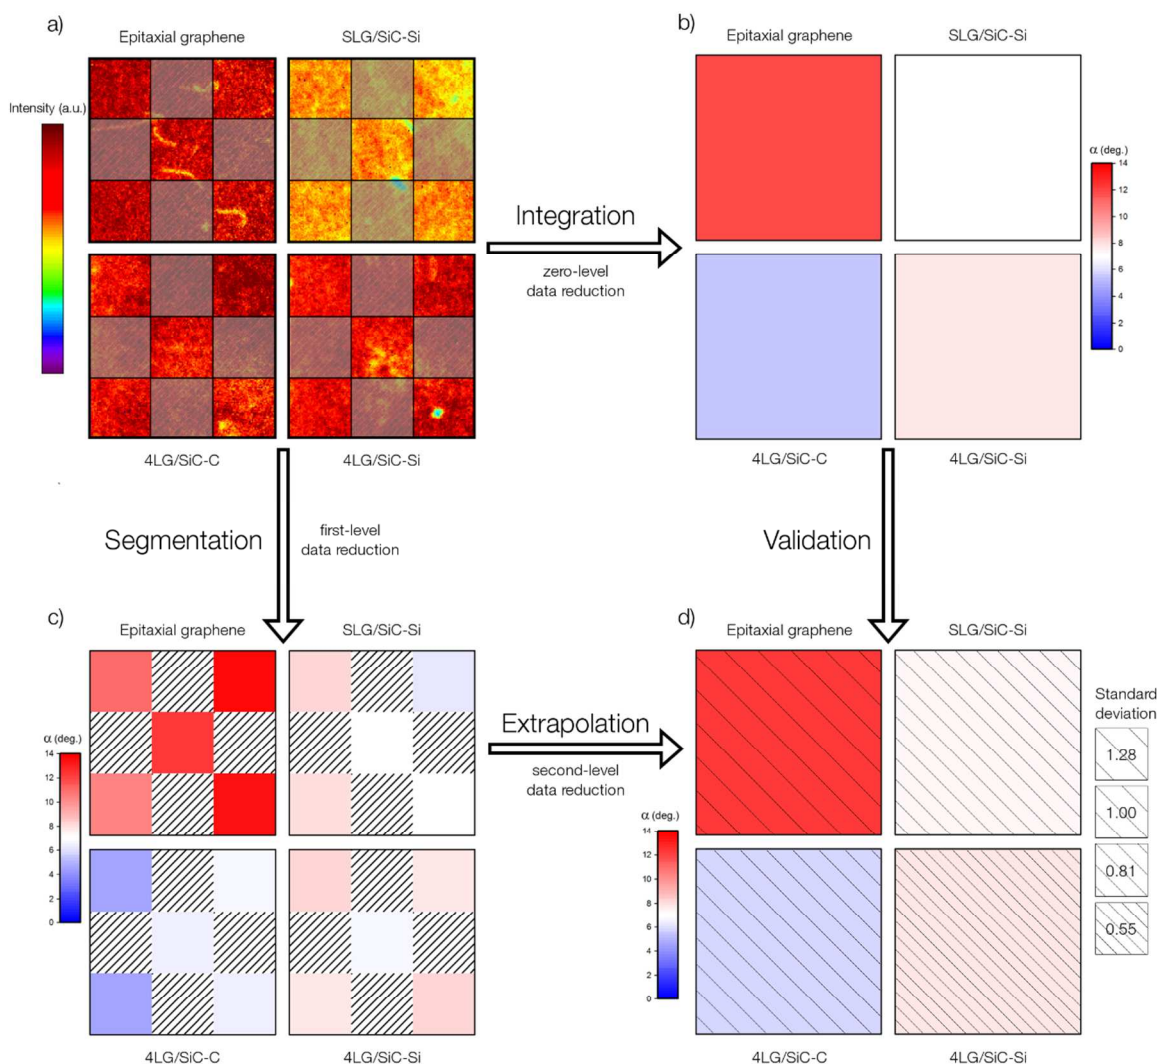 a)
Epitaxial graphene
SLG/SiC-Si
Intensity (a.u.)
4LG/SiC-C
4LG/SiC-Si
Integration
zero-level
data reduction
b)
Epitaxial graphene
SLG/SiC-Si
α (deg.)
14
12
10
8
6
4
2
0
4LG/SiC-C
4LG/SiC-Si
Segmentation
first-level
data reduction
Validation
c)
Epitaxial graphene
SLG/SiC-Si
α (deg.)
14
12
10
8
6
4
2
0
4LG/SiC-C
4LG/SiC-Si
Extrapolation
second-level
data reduction
d)
Epitaxial graphene
SLG/SiC-Si
α (deg.)
14
12
10
8
6
4
2
0
4LG/SiC-C
4LG/SiC-Si
Standard
deviation
1.28
1.00
0.81
0.55